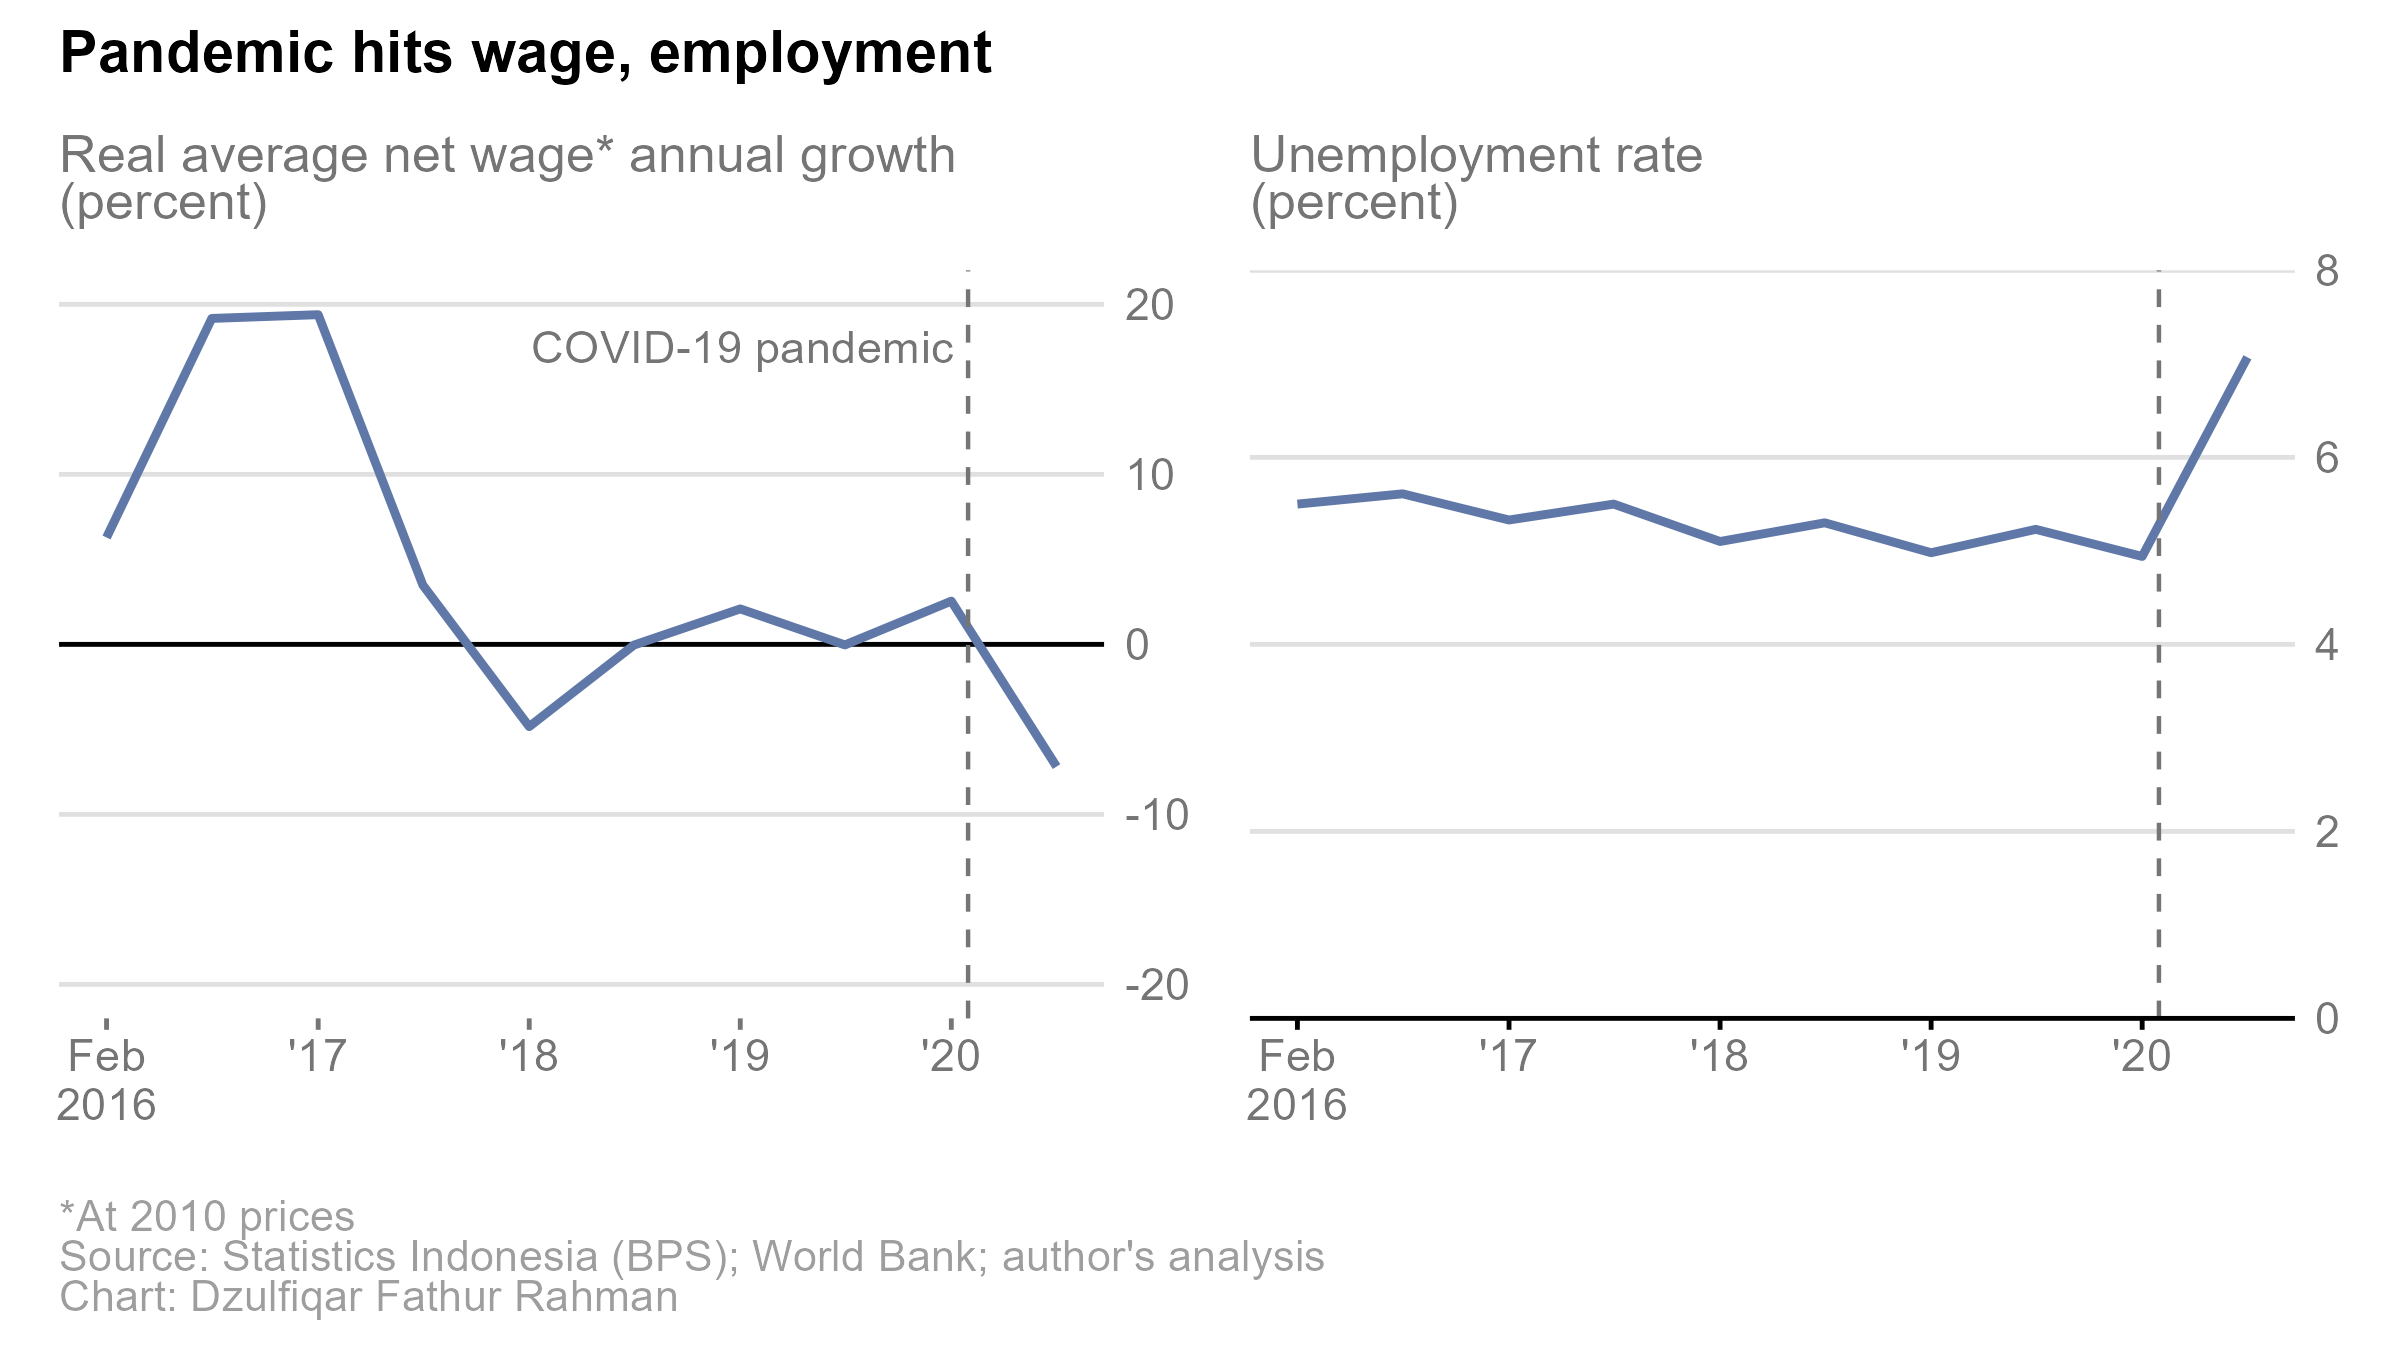 Pandemic hits wage, employment
Real average net wage* annual growth
(percent)
20
COVID-19 pandemic
10
0
-10
-20
Feb
2016
'17
'18
'19
'20
Unemployment rate
(percent)
8
6
4
2
0
Feb
2016
'17
'18
'19
'20
*At 2010 prices
Source: Statistics Indonesia (BPS); World Bank; author's analysis
Chart: Dzulfiqar Fathur Rahman